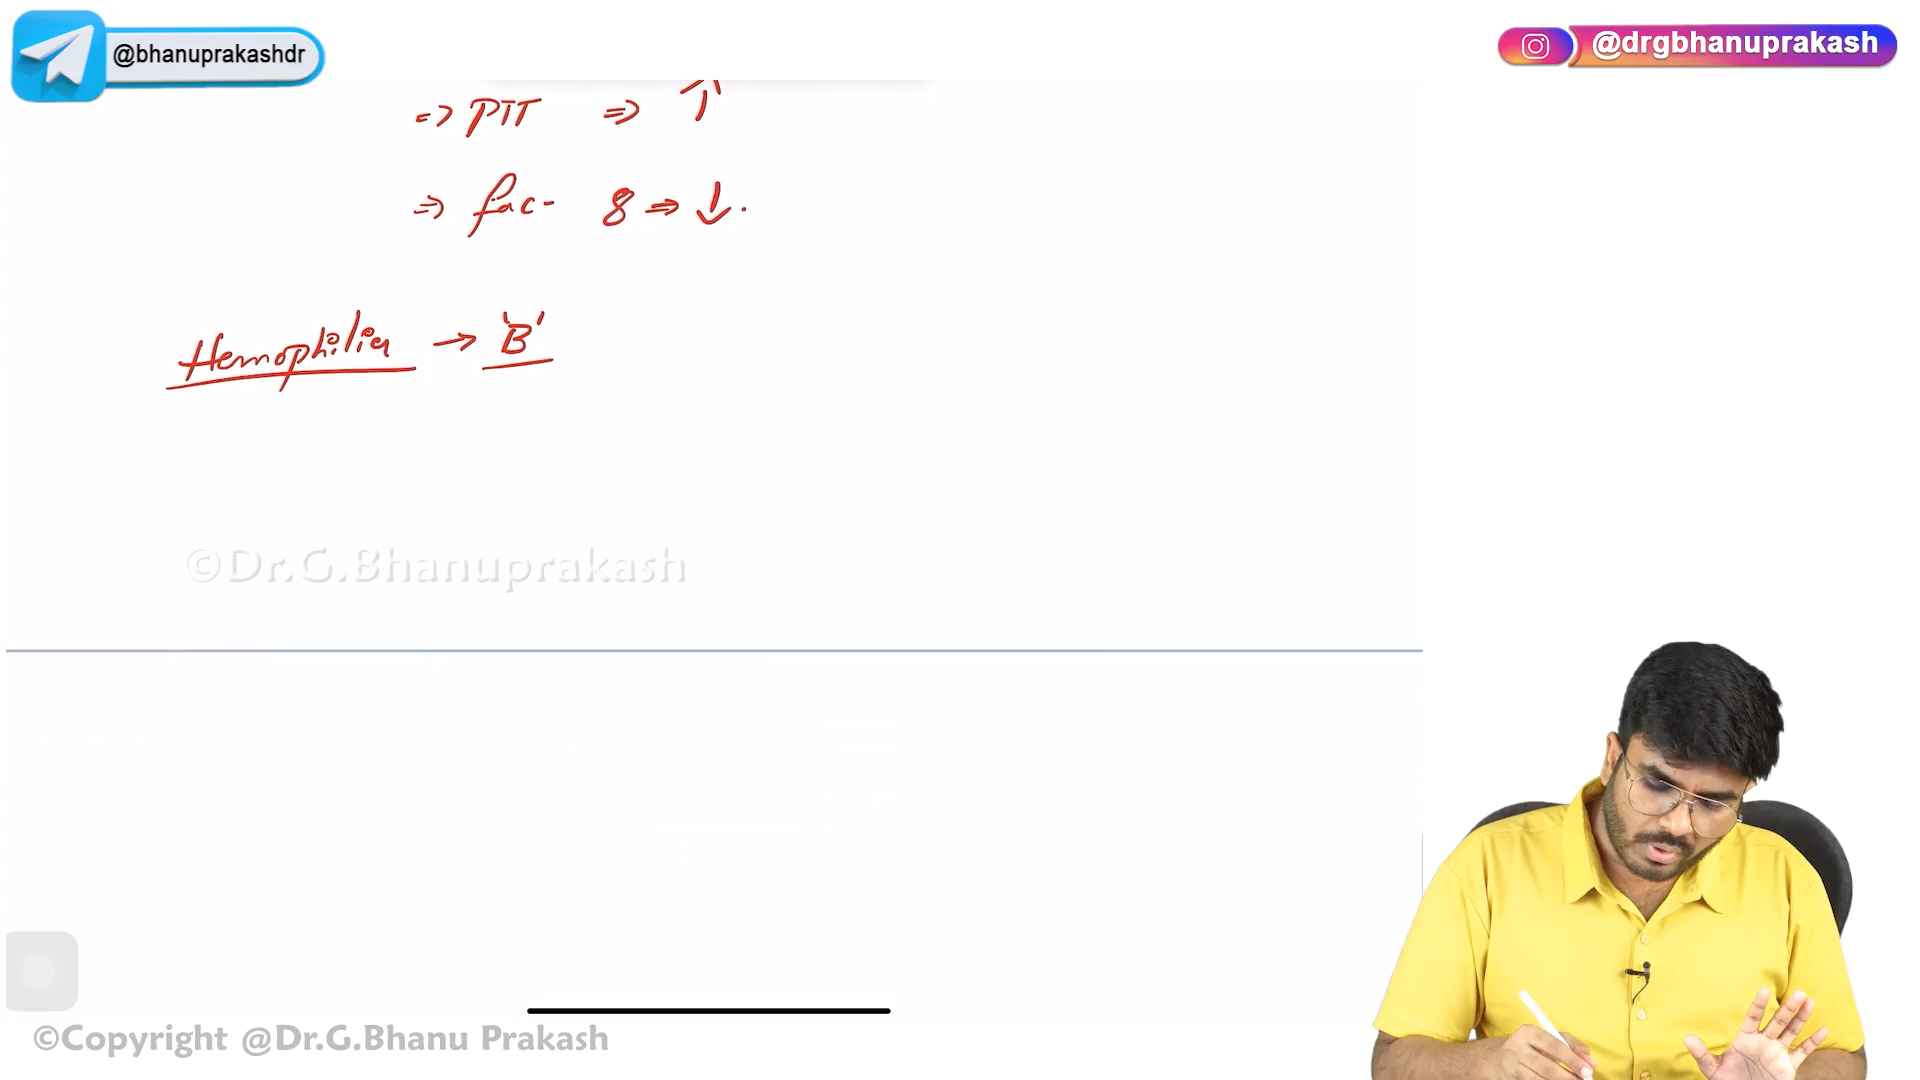 @bhanuprakashdr
@drgbhanuprakash
=> PTT => ↑
=> fac- 8 => ↓.
Hemophilia → 'B'
©Dr.G.Bhanuprakash
©Copyright @Dr.G.Bhanu Prakash